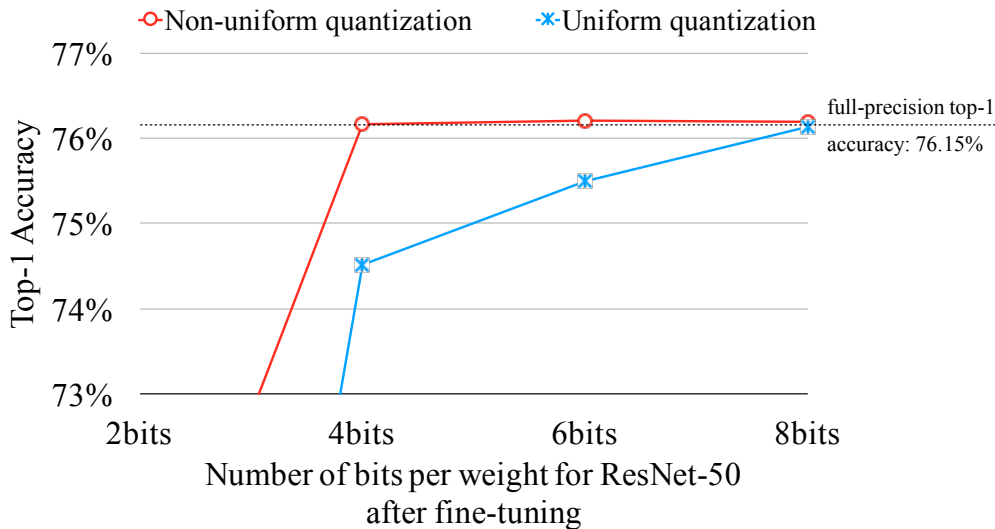 Non-uniform quantization Uniform quantization
77%
76%
75%
74%
73%
Top-1 Accuracy
full-precision top-1
accuracy: 76.15%
2bits 4bits 6bits 8bits
Number of bits per weight for ResNet-50
after fine-tuning